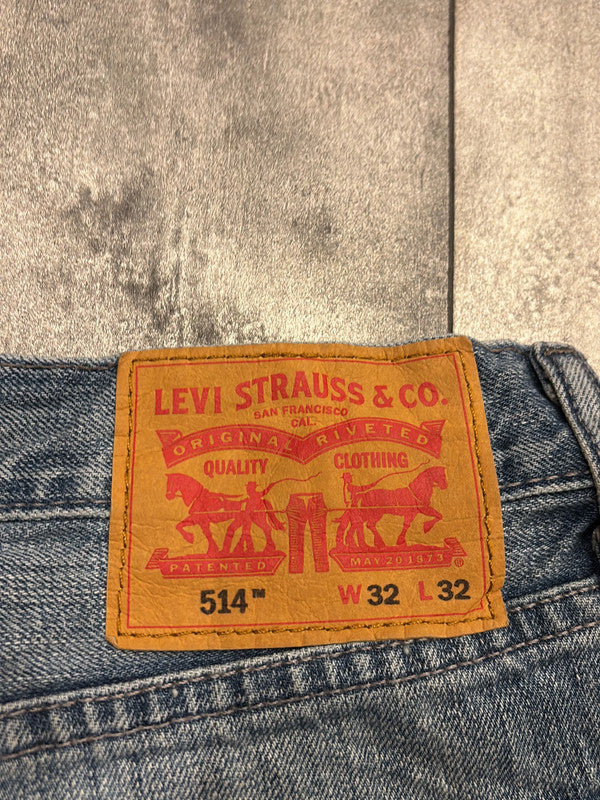 LEVI STRAUSS & CO.
SAN FRANCISCO
CAL.
ORIGINAL RIVETED
QUALITY CLOTHING
PATENTED MAY 20 1873 ®
514™ W 32 L 32